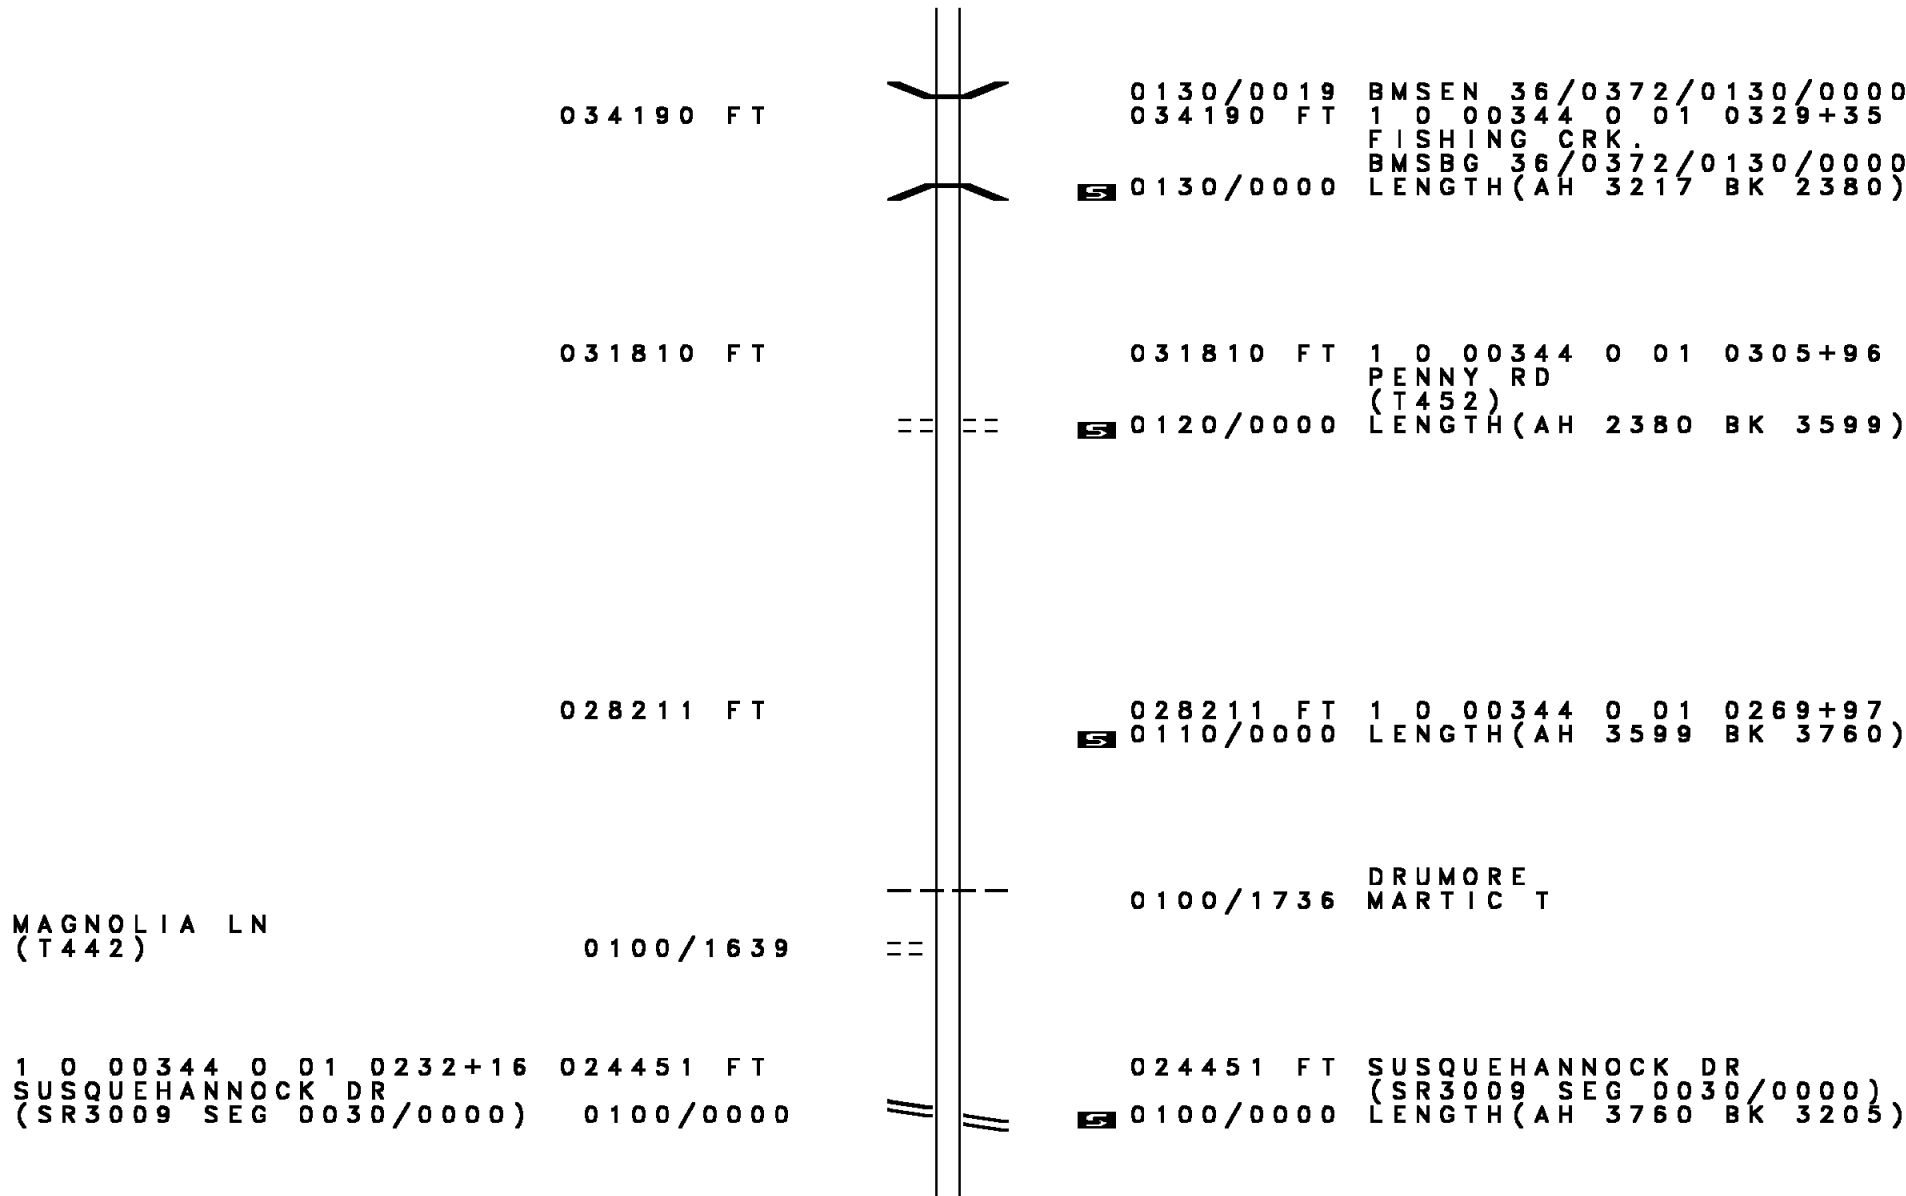 0130/0019 BMSEN 36/0372/0130/0000
034190 FT 034190 FT 1 0 00344 0 01 0329+35
FISHING CRK.
BMSBG 36/0372/0130/0000
S 0130/0000 LENGTH(AH 3217 BK 2380)
031810 FT 031810 FT 1 0 00344 0 01 0305+96
PENNY RD
(T452)
S 0120/0000 LENGTH(AH 2380 BK 3599)
028211 FT 028211 FT 1 0 00344 0 01 0269+97
S 0110/0000 LENGTH(AH 3599 BK 3760)
DRUMORE
0100/1736 MARTIC T
MAGNOLIA LN
(T442) 0100/1639
1 0 00344 0 01 0232+16 024451 FT 024451 FT SUSQUEHANNOCK DR
SUSQUEHANNOCK DR (SR3009 SEG 0030/0000)
(SR3009 SEG 0030/0000) 0100/0000 S 0100/0000 LENGTH(AH 3760 BK 3205)